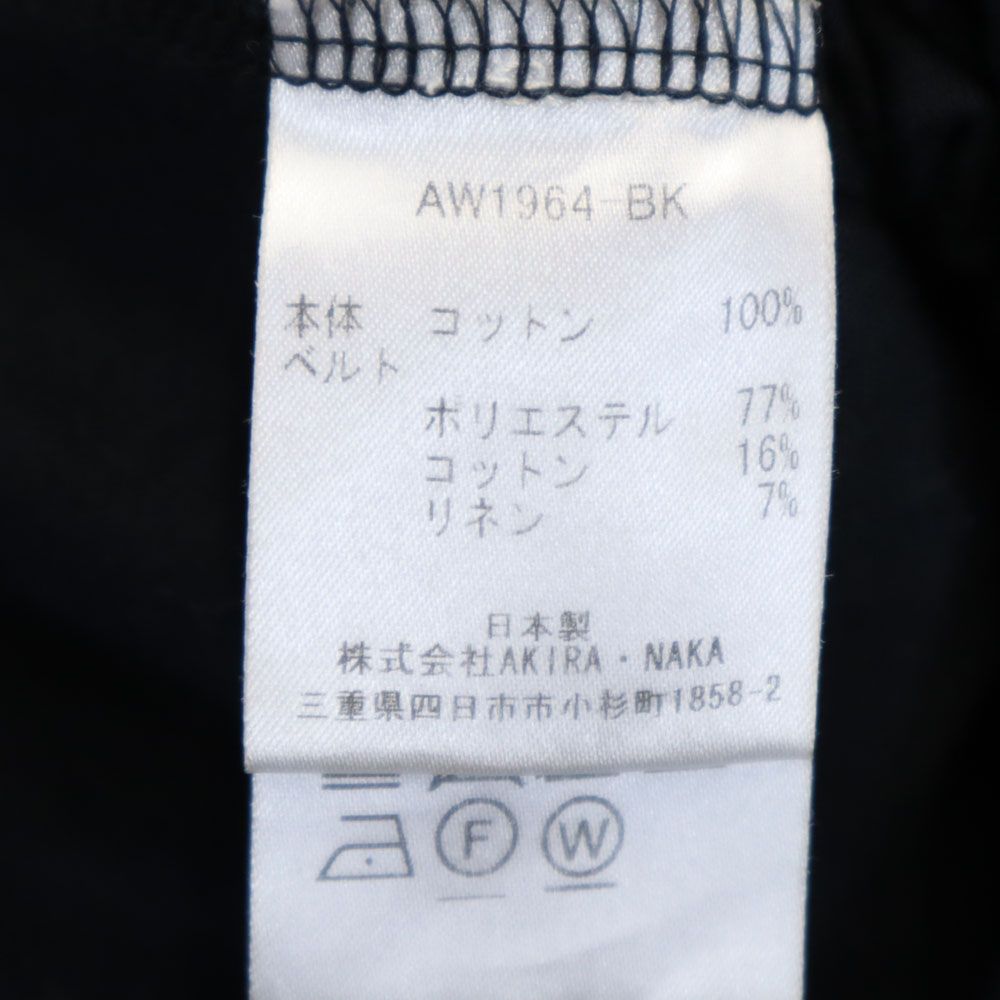 AW1964-BK
本体 コットン 100%
ベルト
ポリエステル 77%
コットン 16%
リネン 7%
日本製
株式会社AKIRA・NAKA
三重県四日市市小杉町1858-2
F W